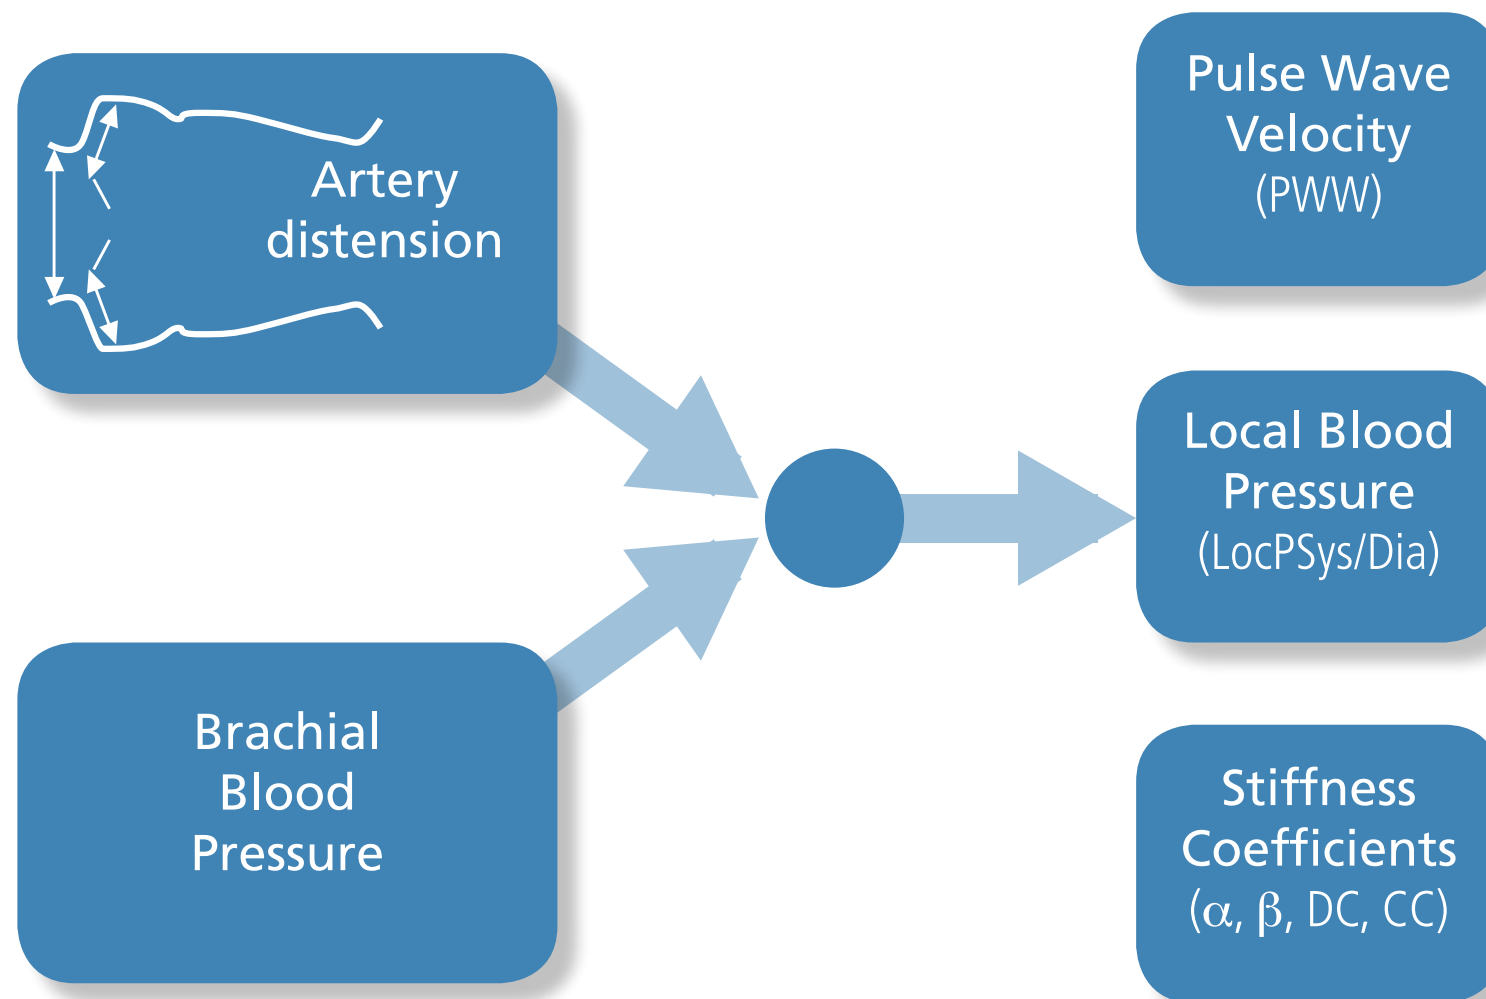 Artery
distension
Brachial
Blood
Pressure
Pulse Wave
Velocity
(PWW)
Local Blood
Pressure
(LocPSys/Dia)
Stiffness
Coefficients
(α, β, DC, CC)